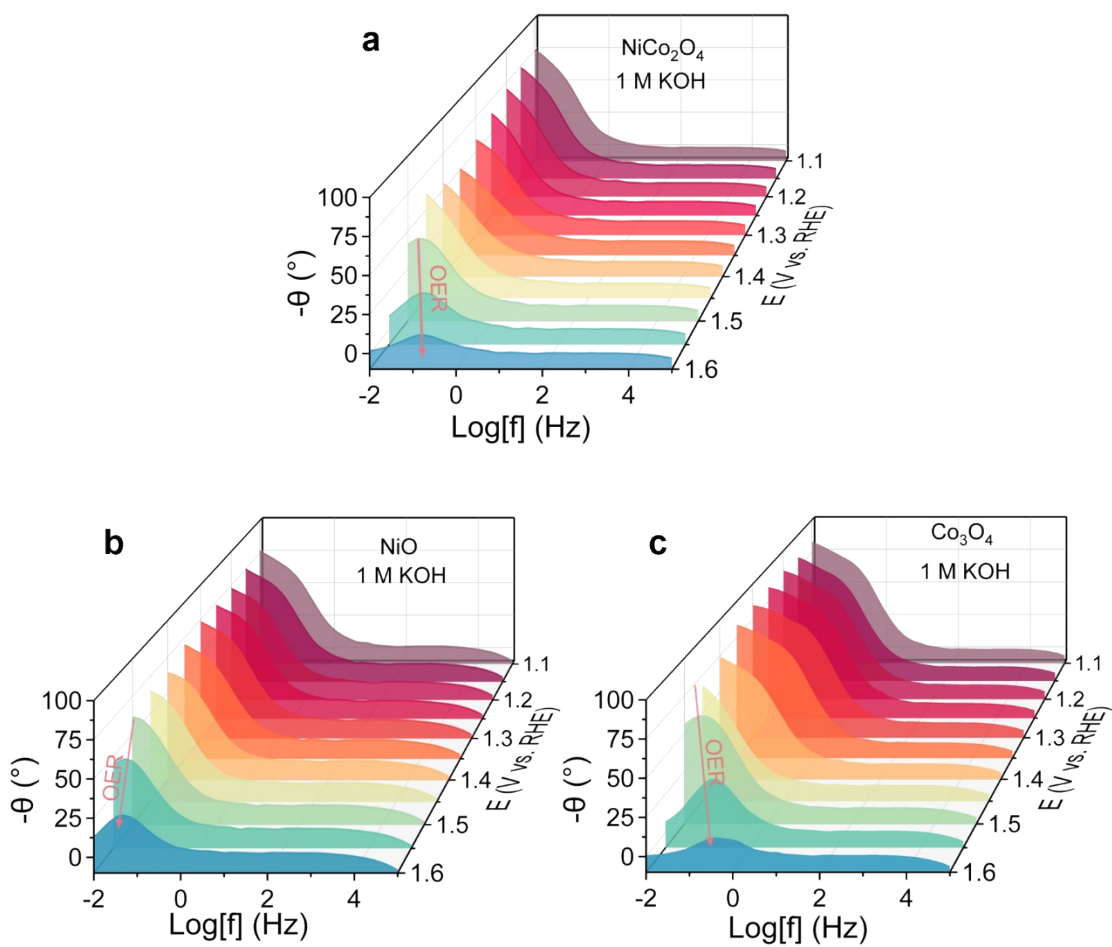 a
NiCo₂O₄
1 M KOH
100
75
50
25
0
-θ (°)
OER
-2
0
2
4
Log[f] (Hz)
1.1
1.2
1.3
1.4
1.5
1.6
E (V vs. RHE)
b
NiO
1 M KOH
100
75
50
25
0
-θ (°)
OER
-2
0
2
4
Log[f] (Hz)
1.1
1.2
1.3
1.4
1.5
1.6
E (V vs. RHE)
c
Co₃O₄
1 M KOH
100
75
50
25
0
-θ (°)
OER
-2
0
2
4
Log[f] (Hz)
1.1
1.2
1.3
1.4
1.5
1.6
E (V vs. RHE)